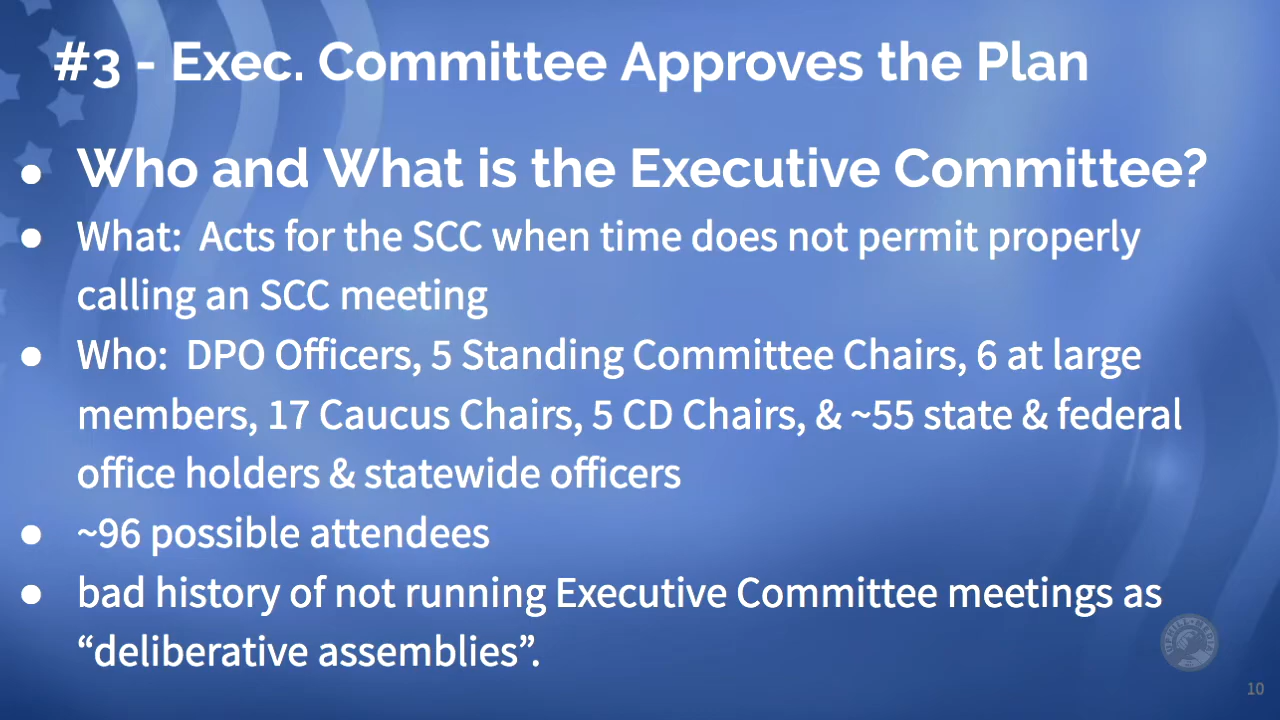 #3 - Exec. Committee Approves the Plan
● Who and What is the Executive Committee?
● What:  Acts for the SCC when time does not permit properly
calling an SCC meeting
● Who:  DPO Officers, 5 Standing Committee Chairs, 6 at large
members, 17 Caucus Chairs, 5 CD Chairs, & ~55 state & federal
office holders & statewide officers
● ~96 possible attendees
● bad history of not running Executive Committee meetings as
“deliberative assemblies”.
10